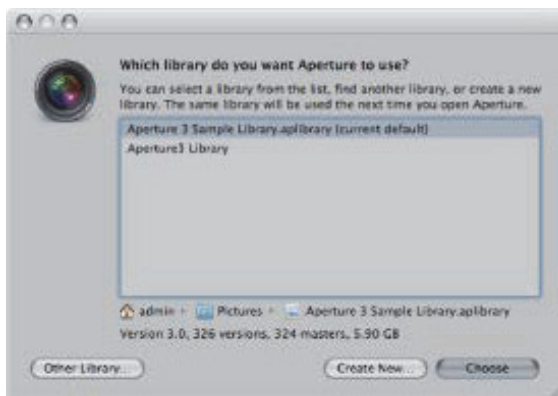 Which library do you want Aperture to use?
You can select a library from the list, find another library, or create a new
library. The same library will be used the next time you open Aperture.
Aperture 3 Sample Library.aplibrary (current default)
Aperture3 Library
admin Pictures Aperture 3 Sample Library.aplibrary
Version 3.0, 326 versions, 324 masters, 5.90 GB
Other Library... Create New... Choose